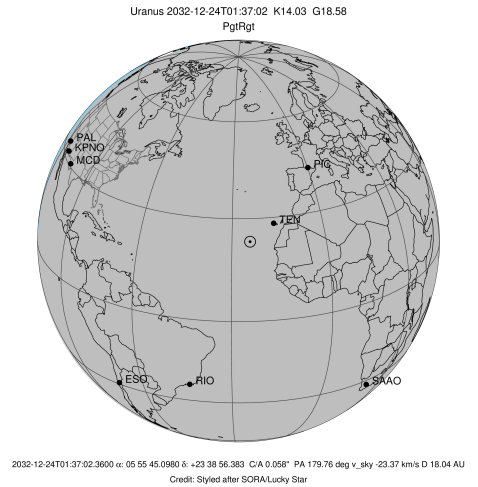 Uranus 2032-12-24T01:37:02 K14.03 G18.58
PgtRgt
PAL
KPNO
MCD
PIC
TEN
ESO
RIO
SAAO
2032-12-24T01:37:02.3600 α: 05 55 45.0980 δ: +23 38 56.383 C/A 0.058" PA 179.76 deg v_sky -23.37 km/s D 18.04 AU
Credit: Styled after SORA/Lucky Star